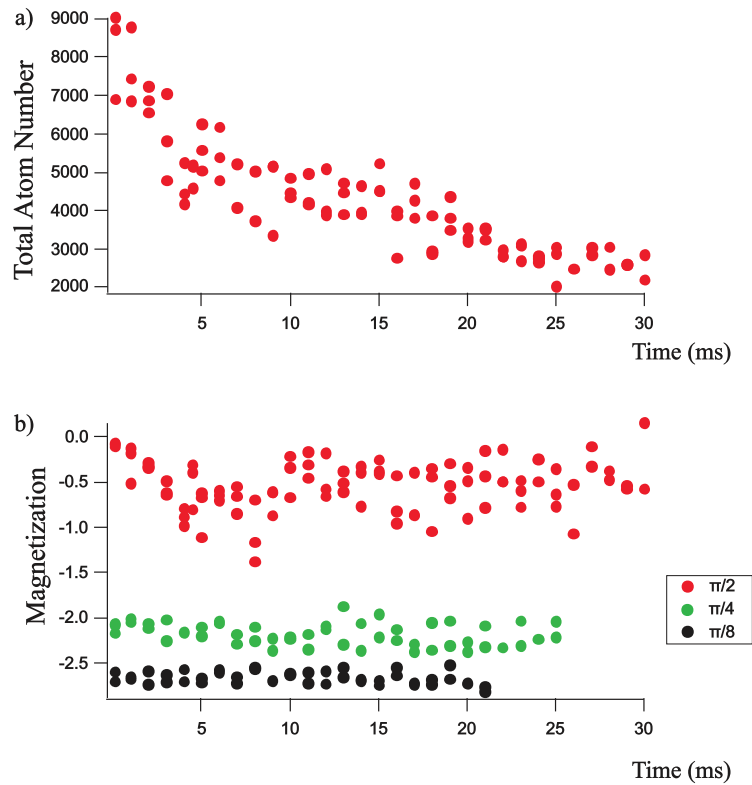 a)
9000
8000
7000
6000
5000
4000
3000
2000
Total Atom Number
5 10 15 20 25 30
Time (ms)
b)
0.0
-0.5
-1.0
-1.5
-2.0
-2.5
Magnetization
π/2
π/4
π/8
5 10 15 20 25 30
Time (ms)